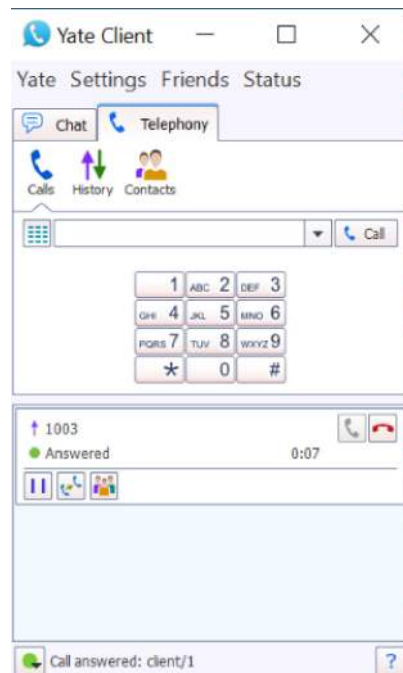 Yate Client
Yate Settings Friends Status
Chat Telephony
Calls History Contacts
Call
1 ABC 2 DEF 3
GHI 4 JKL 5 MNO 6
PQRS 7 TUV 8 WXYZ 9
* 0 #
1003
Answered 0:07
Call answered: client/1 ?